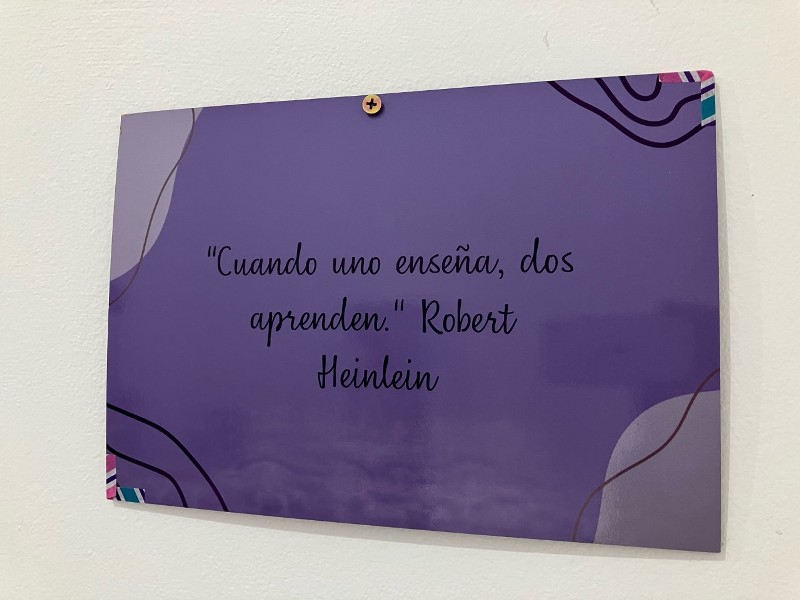 "Cuando uno enseña, dos
aprenden." Robert
Heinlein